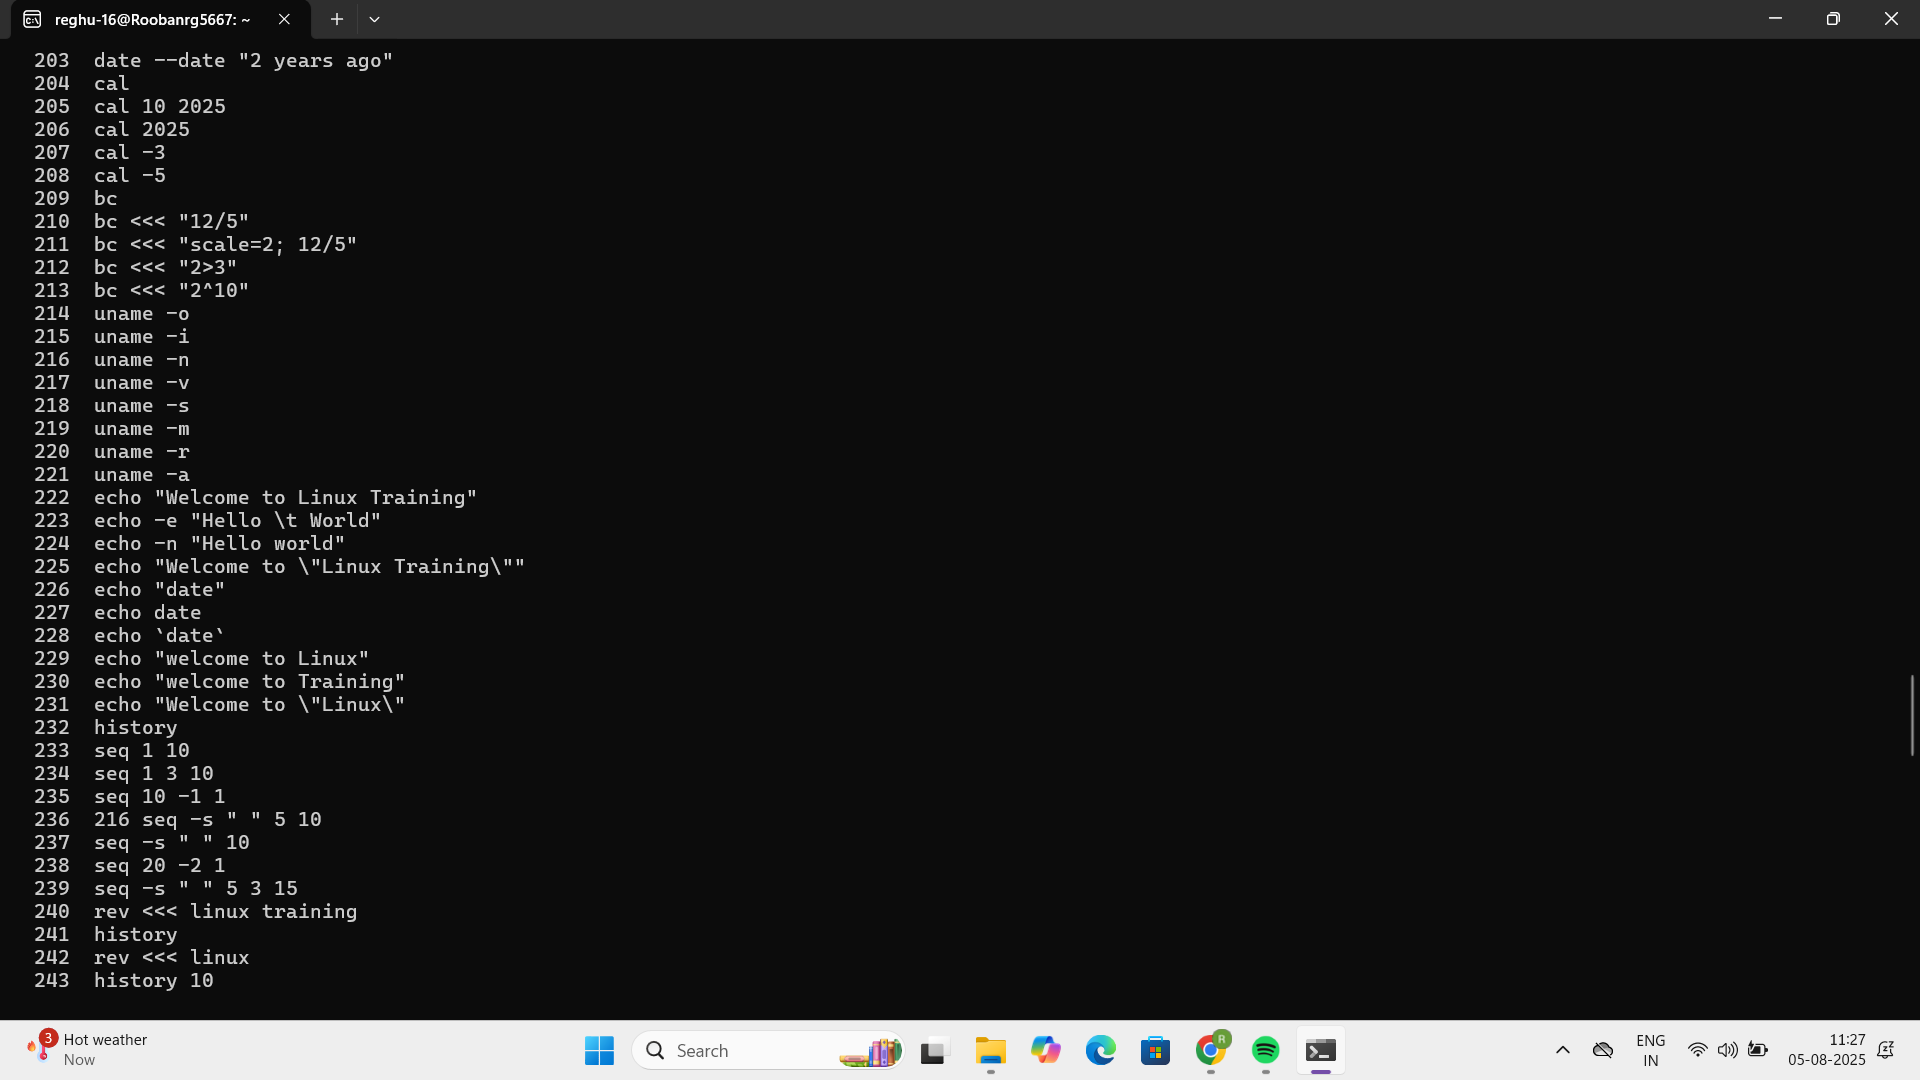 reghu-16@Roobanrg5667: ~
203 date --date "2 years ago"
204 cal
205 cal 10 2025
206 cal 2025
207 cal -3
208 cal -5
209 bc
210 bc <<< "12/5"
211 bc <<< "scale=2; 12/5"
212 bc <<< "2>3"
213 bc <<< "2^10"
214 uname -o
215 uname -i
216 uname -n
217 uname -v
218 uname -s
219 uname -m
220 uname -r
221 uname -a
222 echo "Welcome to Linux Training"
223 echo -e "Hello \t World"
224 echo -n "Hello world"
225 echo "Welcome to \"Linux Training\""
226 echo "date"
227 echo date
228 echo `date`
229 echo "welcome to Linux"
230 echo "welcome to Training"
231 echo "Welcome to \"Linux\"
232 history
233 seq 1 10
234 seq 1 3 10
235 seq 10 -1 1
236 216 seq -s " " 5 10
237 seq -s " " 10
238 seq 20 -2 1
239 seq -s " " 5 3 15
240 rev <<< linux training
241 history
242 rev <<< linux
243 history 10
3
Hot weather
Now
Search
R
ENG
IN
11:27
05-08-2025